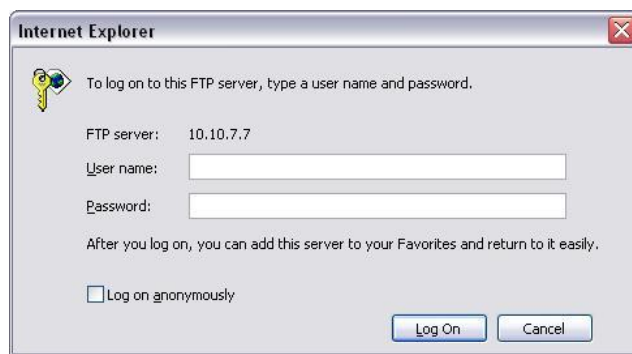 Internet Explorer
To log on to this FTP server, type a user name and password.
FTP server: 10.10.7.7
User name:
Password:
After you log on, you can add this server to your Favorites and return to it easily.
Log on anonymously
Log On Cancel